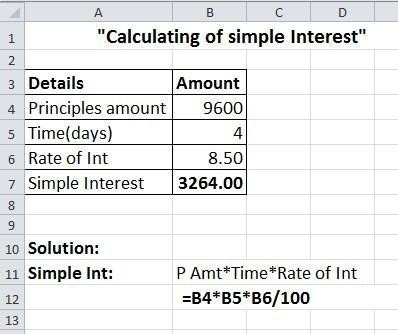 A B C D
1 "Calculating of simple Interest"
2
3 Details Amount
4 Principles amount 9600
5 Time(days) 4
6 Rate of Int 8.50
7 Simple Interest 3264.00
8
9
10 Solution:
11 Simple Int: P Amt*Time*Rate of Int
12 =B4*B5*B6/100
13